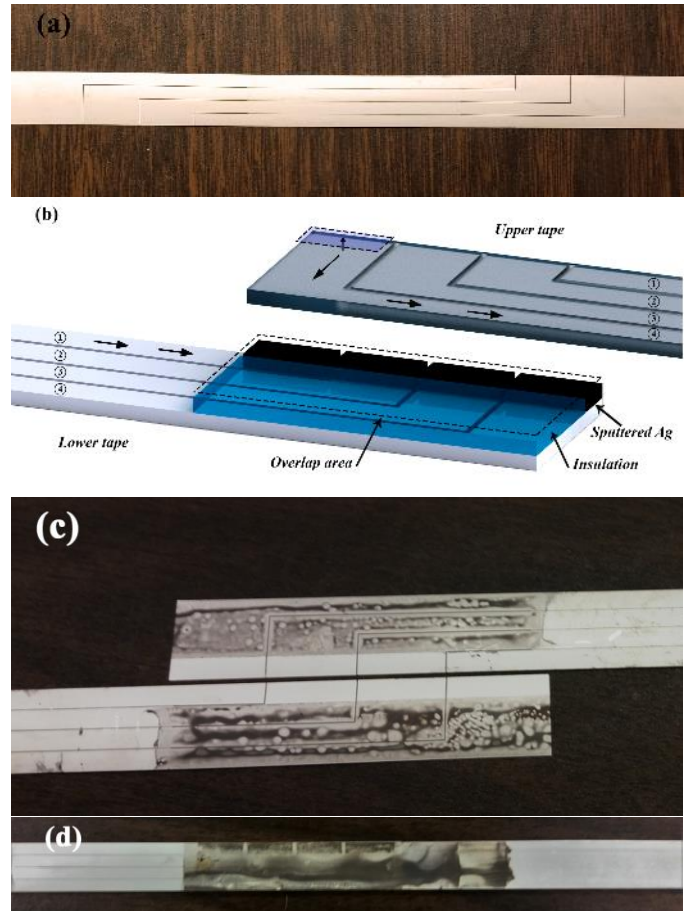 (a)
(b)
Upper tape
①
②
③
④
①
②
③
④
Sputtered Ag
Lower tape
Overlap area
Insulation
(c)
(d)